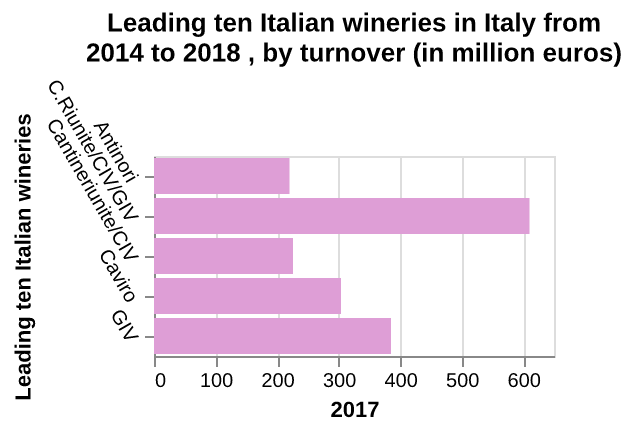 Leading ten Italian wineries in Italy from
2014 to 2018 , by turnover (in million euros)
Leading ten Italian wineries
Antinori
C.Riunite/CIV/GIV
Cantineriunite/CIV
Caviro
GIV
0 100 200 300 400 500 600
2017